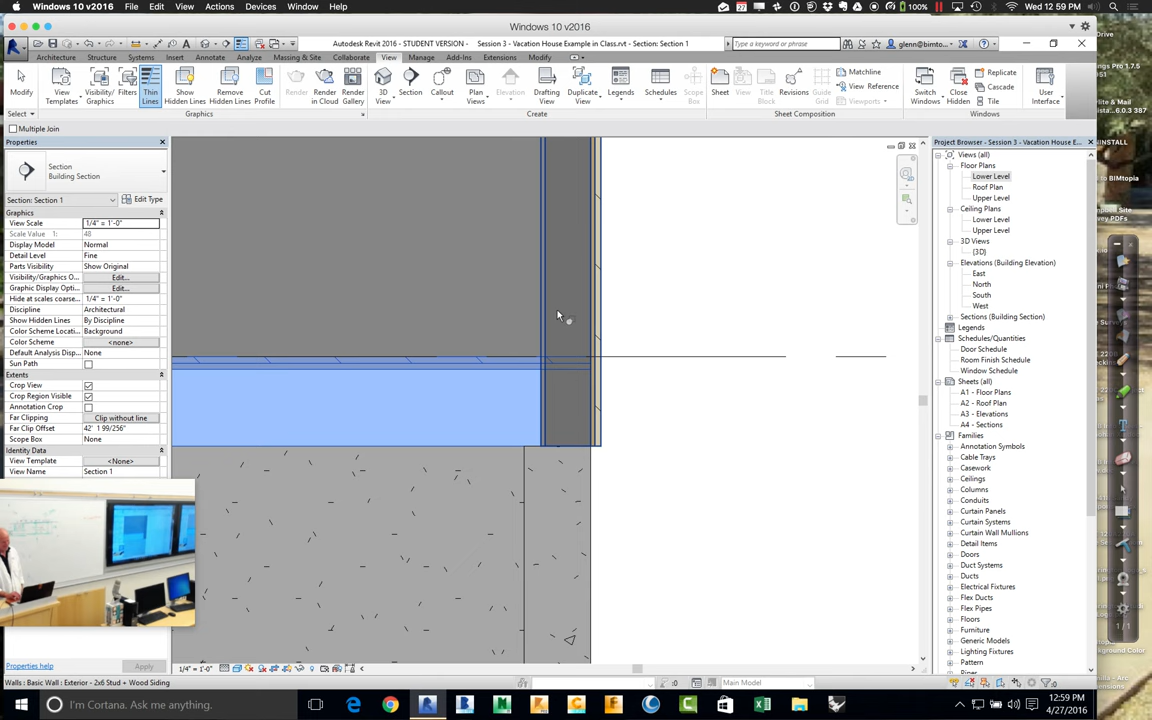 Windows 10 v2016 File Edit View Actions Devices Window Help 100% Wed 12:59 PM
Windows 10 v2016
Autodesk Revit 2016 - STUDENT VERSION - Session 3 - Vacation House Example in Class.rvt - Section: Section 1 Type a keyword or phrase glenn@bimto...
Architecture Structure Systems Insert Annotate Analyze Massing & Site Collaborate View Manage Add-Ins Extensions Modify
Modify View Templates Visibility/ Graphics Filters Thin Lines Show Hidden Lines Remove Hidden Lines Cut Profile Render Render in Cloud Render Gallery 3D View Section Callout Plan Views Elevation Drafting View Duplicate View Legends Schedules Scope Box Sheet View Title Block Revisions Guide Grid Matchline View Reference Viewports Switch Windows Close Hidden Replicate Cascade Tile User Interface
Select Graphics Create Sheet Composition Windows
Multiple Join
Properties
Section
Building Section
Section: Section 1 Edit Type
Graphics
View Scale 1/4" = 1'-0"
Scale Value 1: 48
Display Model Normal
Detail Level Fine
Parts Visibility Show Original
Visibility/Graphics O... Edit...
Graphic Display Opti... Edit...
Hide at scales coarse... 1/4" = 1'-0"
Discipline Architectural
Show Hidden Lines By Discipline
Color Scheme Locati... Background
Color Scheme <none>
Default Analysis Disp... None
Sun Path
Extents
Crop View
Crop Region Visible
Annotation Crop
Far Clipping Clip without line
Far Clip Offset 42' 1 99/256"
Scope Box None
Identity Data
View Template <None>
View Name Section 1
Properties help Apply
Project Browser - Session 3 - Vacation House E...
Views (all)
Floor Plans
Lower Level
Roof Plan
Upper Level
Ceiling Plans
Lower Level
Upper Level
3D Views
{3D}
Elevations (Building Elevation)
East
North
South
West
Sections (Building Section)
Legends
Schedules/Quantities
Door Schedule
Room Finish Schedule
Window Schedule
Sheets (all)
A1 - Floor Plans
A2 - Roof Plan
A3 - Elevations
A4 - Sections
Families
Annotation Symbols
Cable Trays
Casework
Ceilings
Columns
Conduits
Curtain Panels
Curtain Systems
Curtain Wall Mullions
Detail Items
Doors
Duct Systems
Ducts
Electrical Fixtures
Flex Ducts
Flex Pipes
Floors
Furniture
Generic Models
Lighting Fixtures
Pattern
1/4" = 1'-0"
Walls : Basic Wall : Exterior - 2x6 Stud + Wood Siding :0 Main Model :0
I'm Cortana. Ask me anything. 12:59 PM
4/27/2016
1 / 1